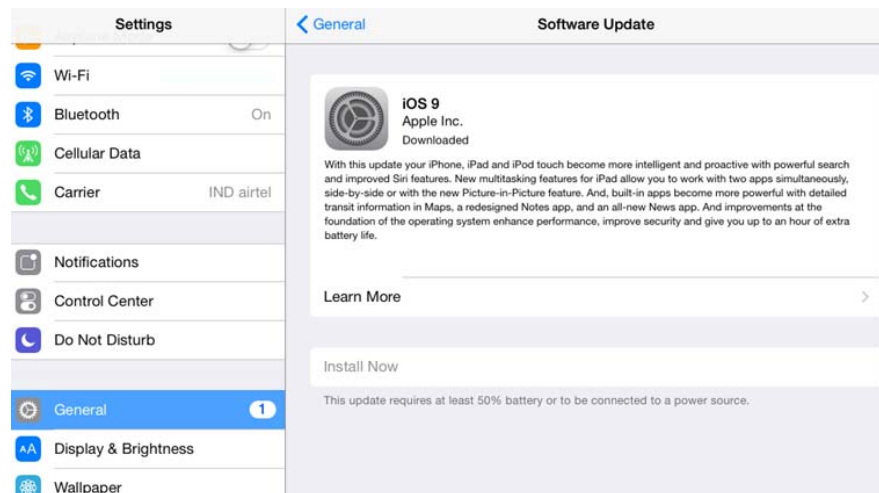 Settings
General
Software Update
Wi-Fi
Bluetooth
On
Cellular Data
Carrier
IND airtel
Notifications
Control Center
Do Not Disturb
General
1
AA
Display & Brightness
Wallpaper
iOS 9
Apple Inc.
Downloaded
With this update your iPhone, iPad and iPod touch become more intelligent and proactive with powerful search
and improved Siri features. New multitasking features for iPad allow you to work with two apps simultaneously,
side-by-side or with the new Picture-in-Picture feature. And, built-in apps become more powerful with detailed
transit information in Maps, a redesigned Notes app, and an all-new News app. And improvements at the
foundation of the operating system enhance performance, improve security and give you up to an hour of extra
battery life.
Learn More
Install Now
This update requires at least 50% battery or to be connected to a power source.